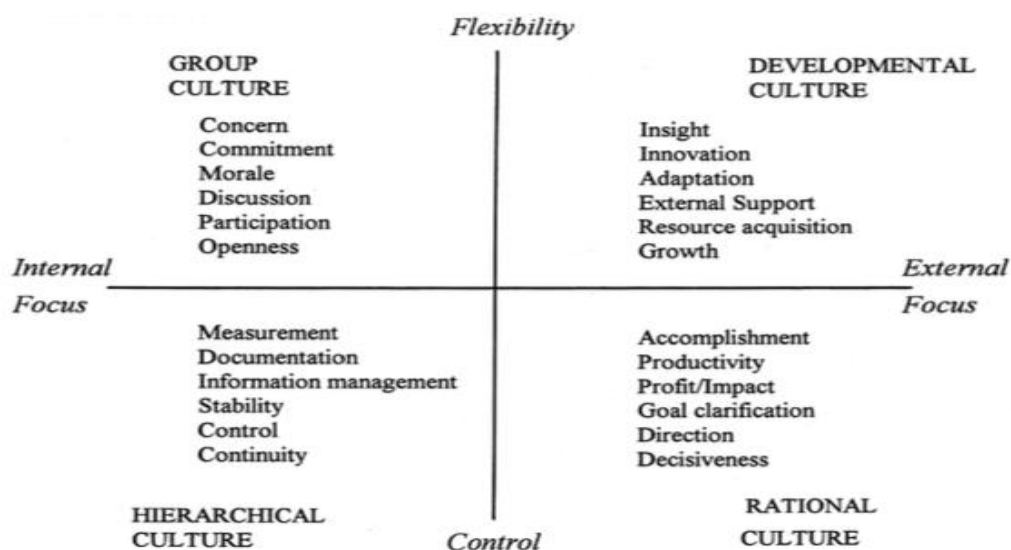 Flexibility
GROUP
CULTURE
Concern
Commitment
Morale
Discussion
Participation
Openness
DEVELOPMENTAL
CULTURE
Insight
Innovation
Adaptation
External Support
Resource acquisition
Growth
Internal
Focus
External
Focus
Measurement
Documentation
Information management
Stability
Control
Continuity
HIERARCHICAL
CULTURE
Accomplishment
Productivity
Profit/Impact
Goal clarification
Direction
Decisiveness
RATIONAL
CULTURE
Control